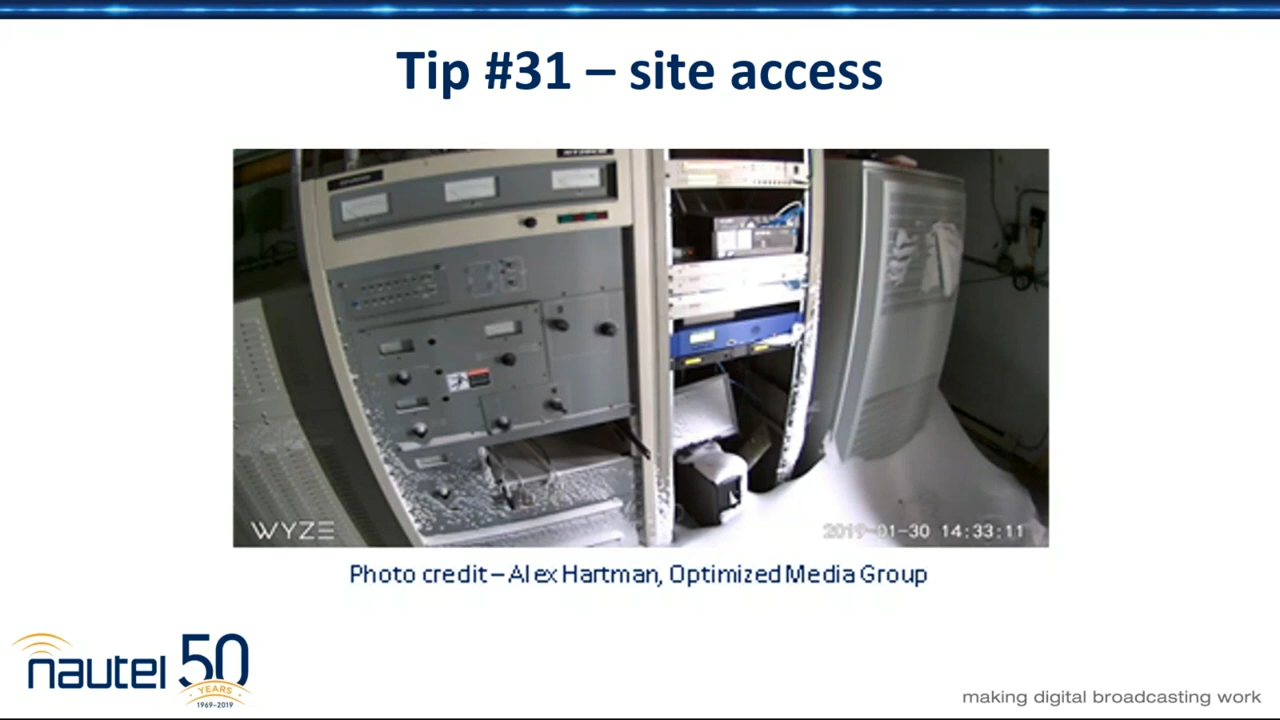 Tip #31 – site access
WYZE
2019-01-30 14:33:11
Photo credit – Alex Hartman, Optimized Media Group
nautel 50
YEARS
1969-2019
making digital broadcasting work